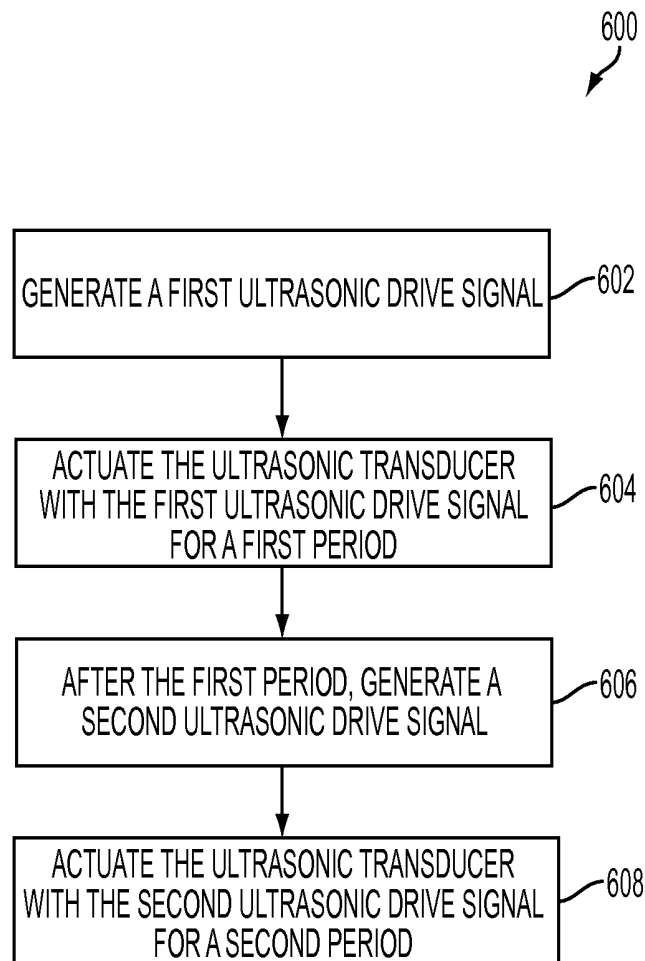 600
GENERATE A FIRST ULTRASONIC DRIVE SIGNAL
602
ACTUATE THE ULTRASONIC TRANSDUCER
WITH THE FIRST ULTRASONIC DRIVE SIGNAL
FOR A FIRST PERIOD
604
AFTER THE FIRST PERIOD, GENERATE A
SECOND ULTRASONIC DRIVE SIGNAL
606
ACTUATE THE ULTRASONIC TRANSDUCER
WITH THE SECOND ULTRASONIC DRIVE SIGNAL
FOR A SECOND PERIOD
608